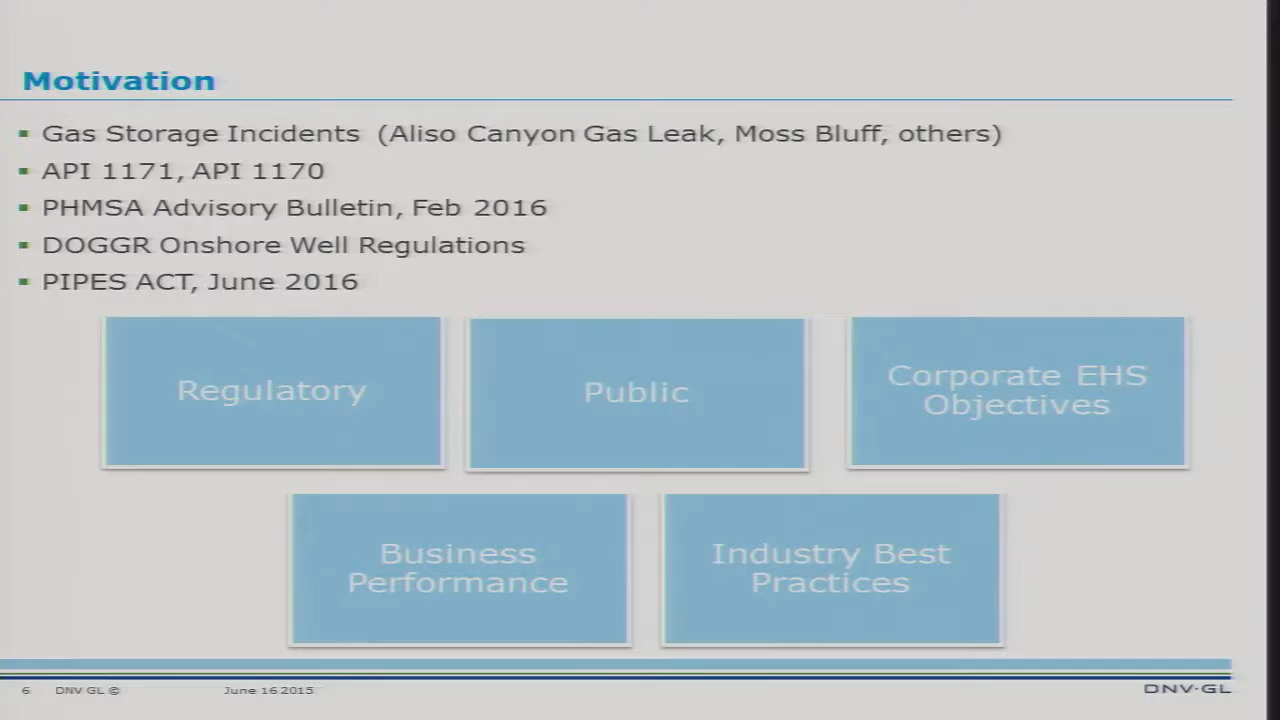 Motivation
Gas Storage Incidents (Aliso Canyon Gas Leak, Moss Bluff, others)
API 1171, API 1170
PHMSA Advisory Bulletin, Feb 2016
DOGGR Onshore Well Regulations
PIPES ACT, June 2016
Regulatory
Public
Corporate EHS
Objectives
Business
Performance
Industry Best
Practices
6 DNV GL © June 16 2015
DNV·GL